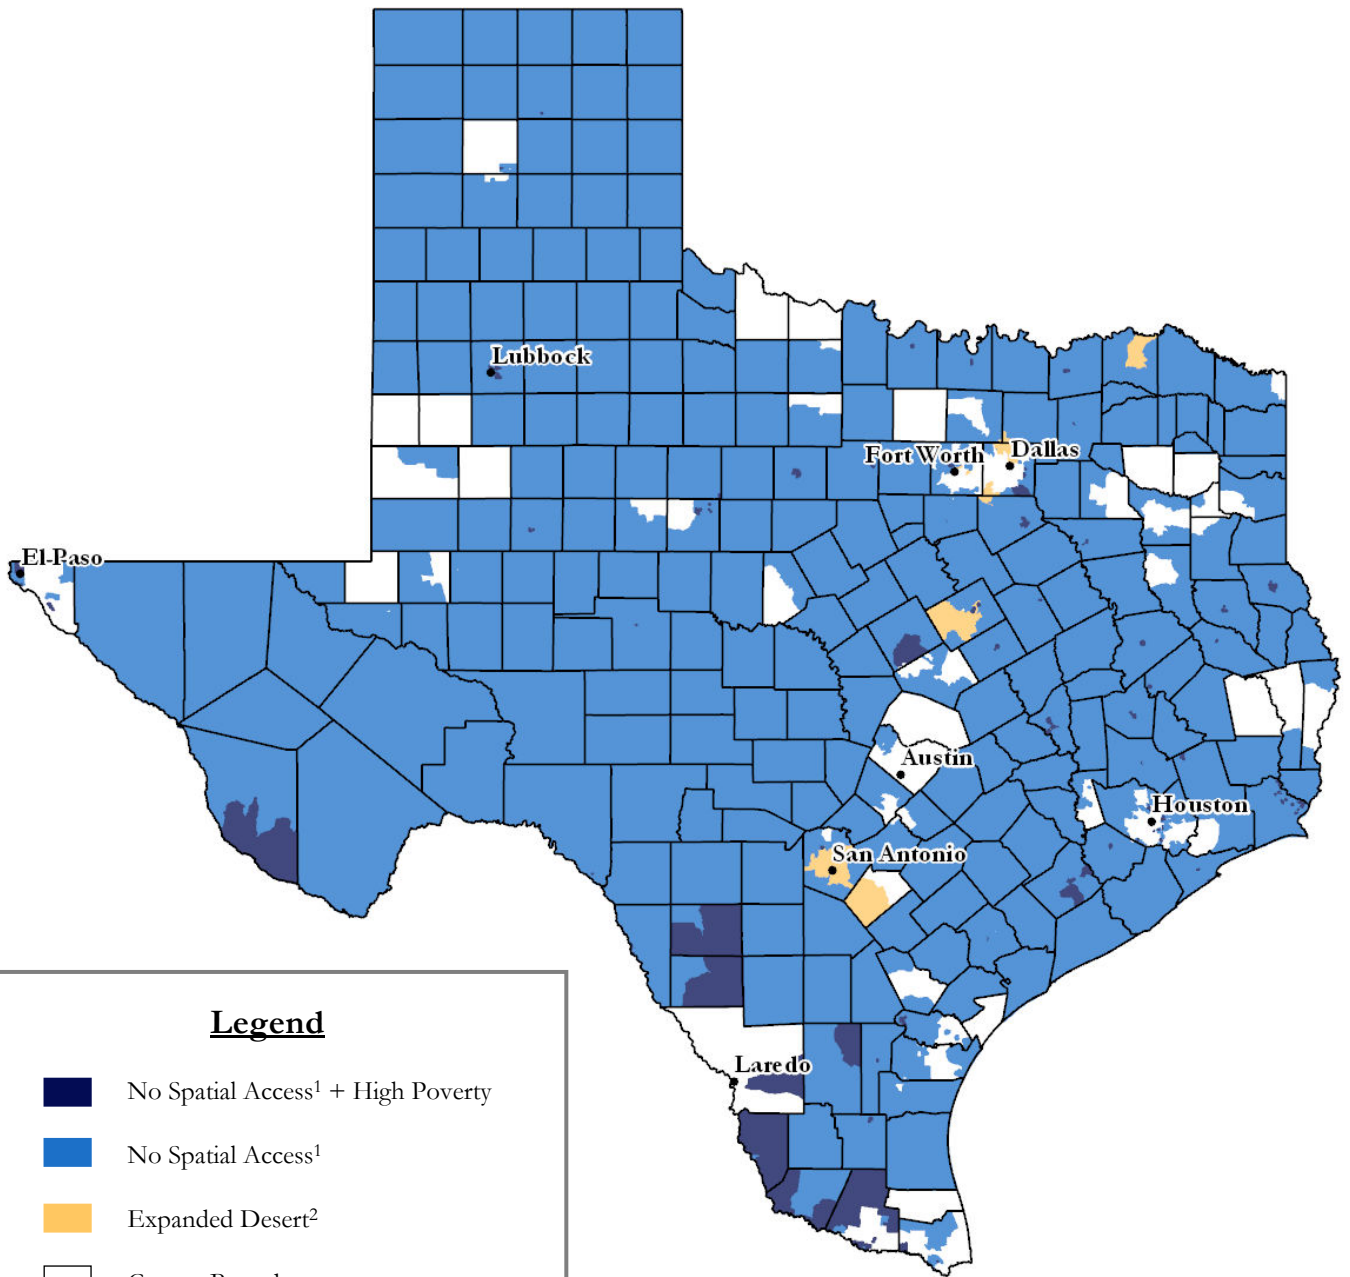 Lubbock
Fort Worth
Dallas
El Paso
Austin
Houston
San Antonio
Laredo
Legend
No Spatial Access¹ + High Poverty
No Spatial Access¹
Expanded Desert²